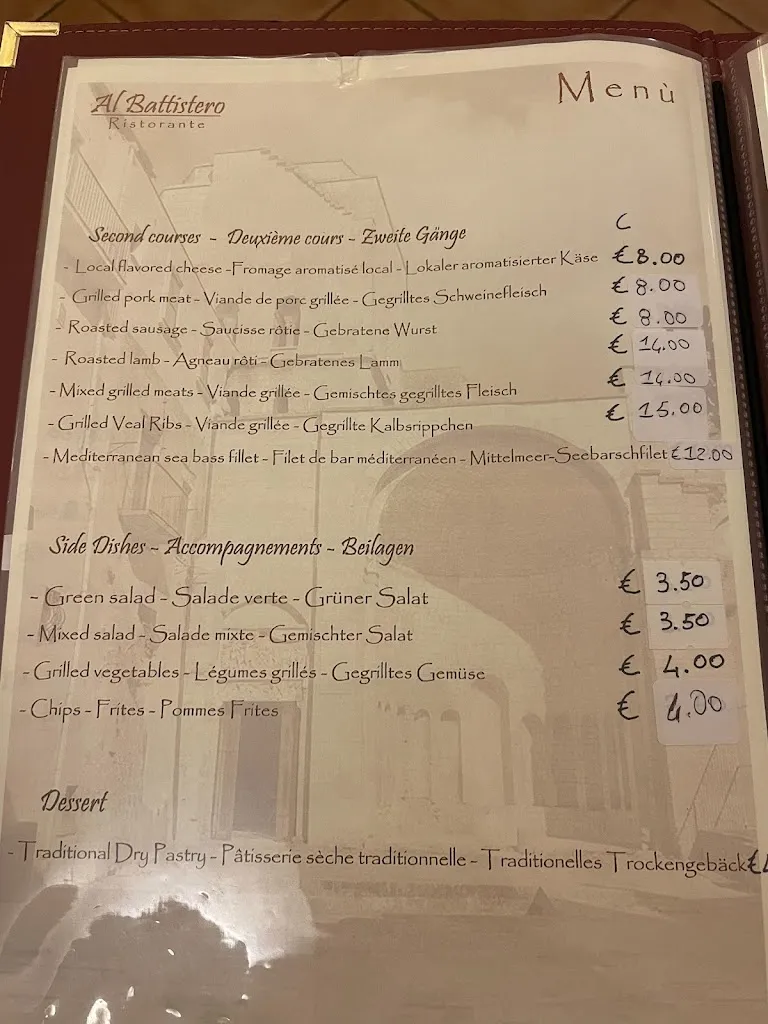 Al Battistero
Ristorante
Menù
Second courses - Deuxième cours - Zweite Gänge
- Local flavored cheese -Fromage aromatisé local - Lokaler aromatisierter Käse €8.00
- Grilled pork meat - Viande de porc grillée - Gegrilltes Schweinefleisch € 8.00
- Roasted sausage - Saucisse rôtie - Gebratene Wurst € 8.00
- Roasted lamb - Agneau rôti - Gebratenes Lamm € 14.00
- Mixed grilled meats - Viande grillée - Gemischtes gegrilltes Fleisch € 14.00
- Grilled Veal Ribs - Viande grillée - Gegrillte Kalbsrippchen € 15.00
- Mediterranean sea bass fillet - Filet de bar méditerranéen - Mittelmeer-Seebarschfilet €12.00
Side Dishes - Accompagnements - Beilagen
- Green salad - Salade verte - Grüner Salat € 3.50
- Mixed salad - Salade mixte - Gemischter Salat € 3.50
- Grilled vegetables - Légumes grillés - Gegrilltes Gemüse € 4.00
- Chips - Frites - Pommes Frites € 4.00
Dessert
- Traditional Dry Pastry - Pâtisserie sèche traditionnelle - Traditionelles Trockengebäck €